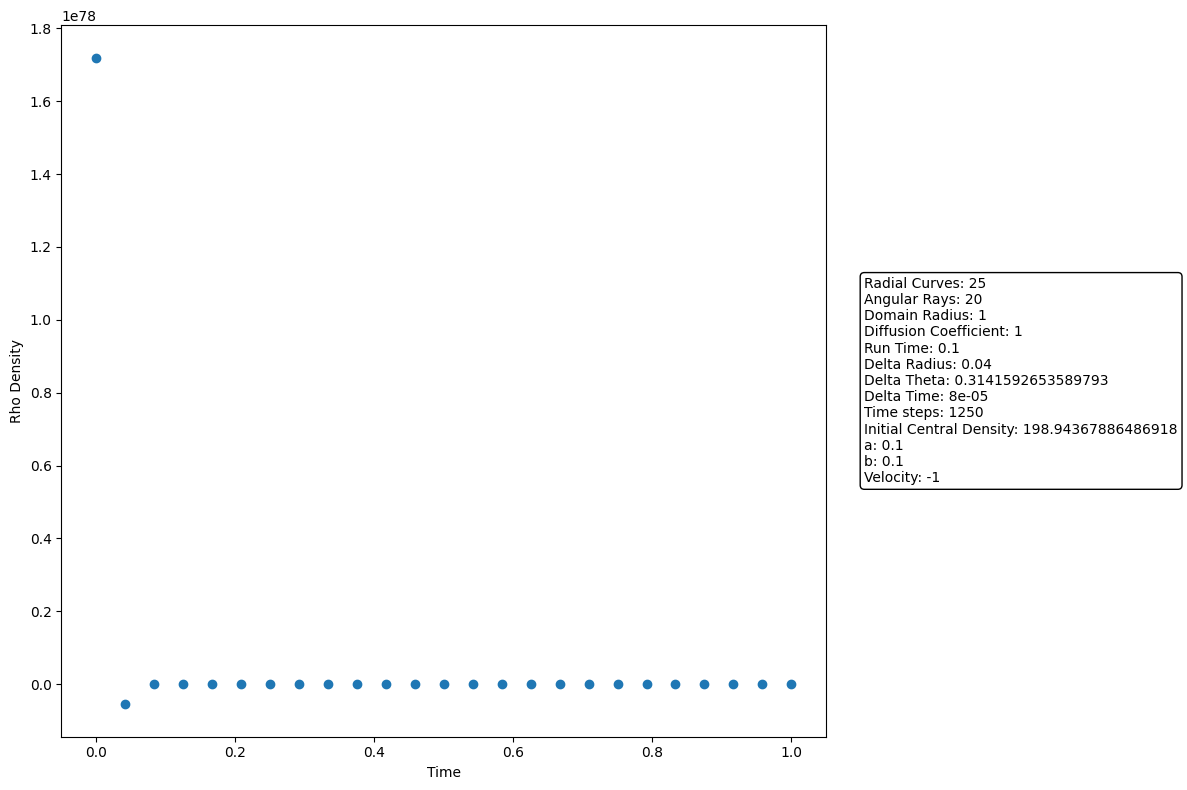 1e78
1.8
1.6
1.4
1.2
1.0
0.8
0.6
0.4
0.2
0.0
Rho Density
0.0 0.2 0.4 0.6 0.8 1.0
Time
Radial Curves: 25
Angular Rays: 20
Domain Radius: 1
Diffusion Coefficient: 1
Run Time: 0.1
Delta Radius: 0.04
Delta Theta: 0.3141592653589793
Delta Time: 8e-05
Time steps: 1250
Initial Central Density: 198.94367886486918
a: 0.1
b: 0.1
Velocity: -1